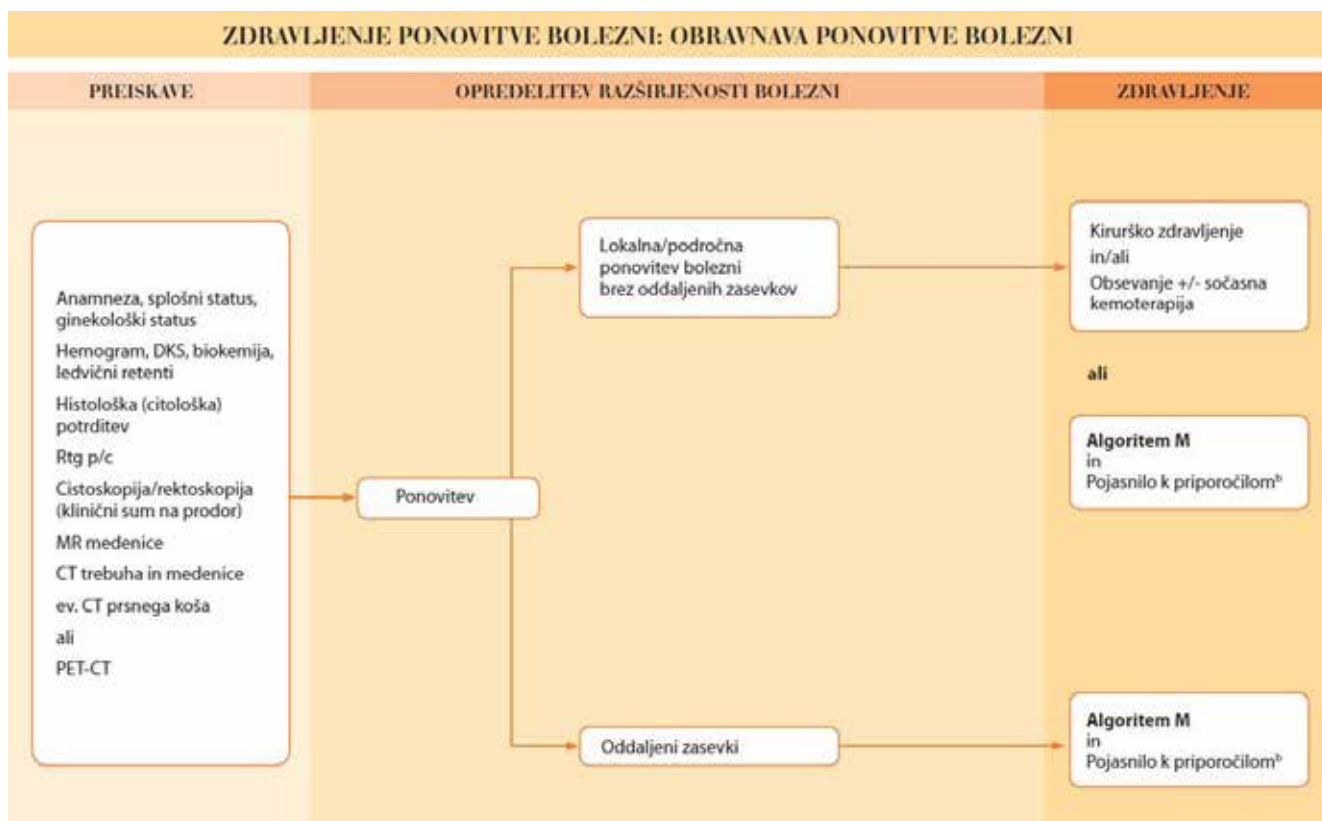 ZDRAVLJENJE PONOVITVE BOLEZNI: OBRAVNAVA PONOVITVE BOLEZNI
PREISKAVE
OPREDELITEV RAZŠIRJENOSTI BOLEZNI
ZDRAVLJENJE
Anamneza, splošni status,
ginekološki status
Hemogram, DKS, biokemija,
ledvični retenti
Histološka (citološka)
potrditev
Rtg p/c
Cistoskopija/rektoskopija
(klinični sum na prodor)
MR medenice
CT trebuha in medenice
ev. CT prsnega koša
ali
PET-CT
Ponovitev
Lokalna/področna
ponovitev bolezni
brez oddaljenih zasevkov
Oddaljeni zasevki
Kirurško zdravljenje
in/ali
Obsevanje +/- sočasna
kemoterapija
ali
Algoritem M
in
Pojasnilo k priporočilomᵇ
Algoritem M
in
Pojasnilo k priporočilomᵇ